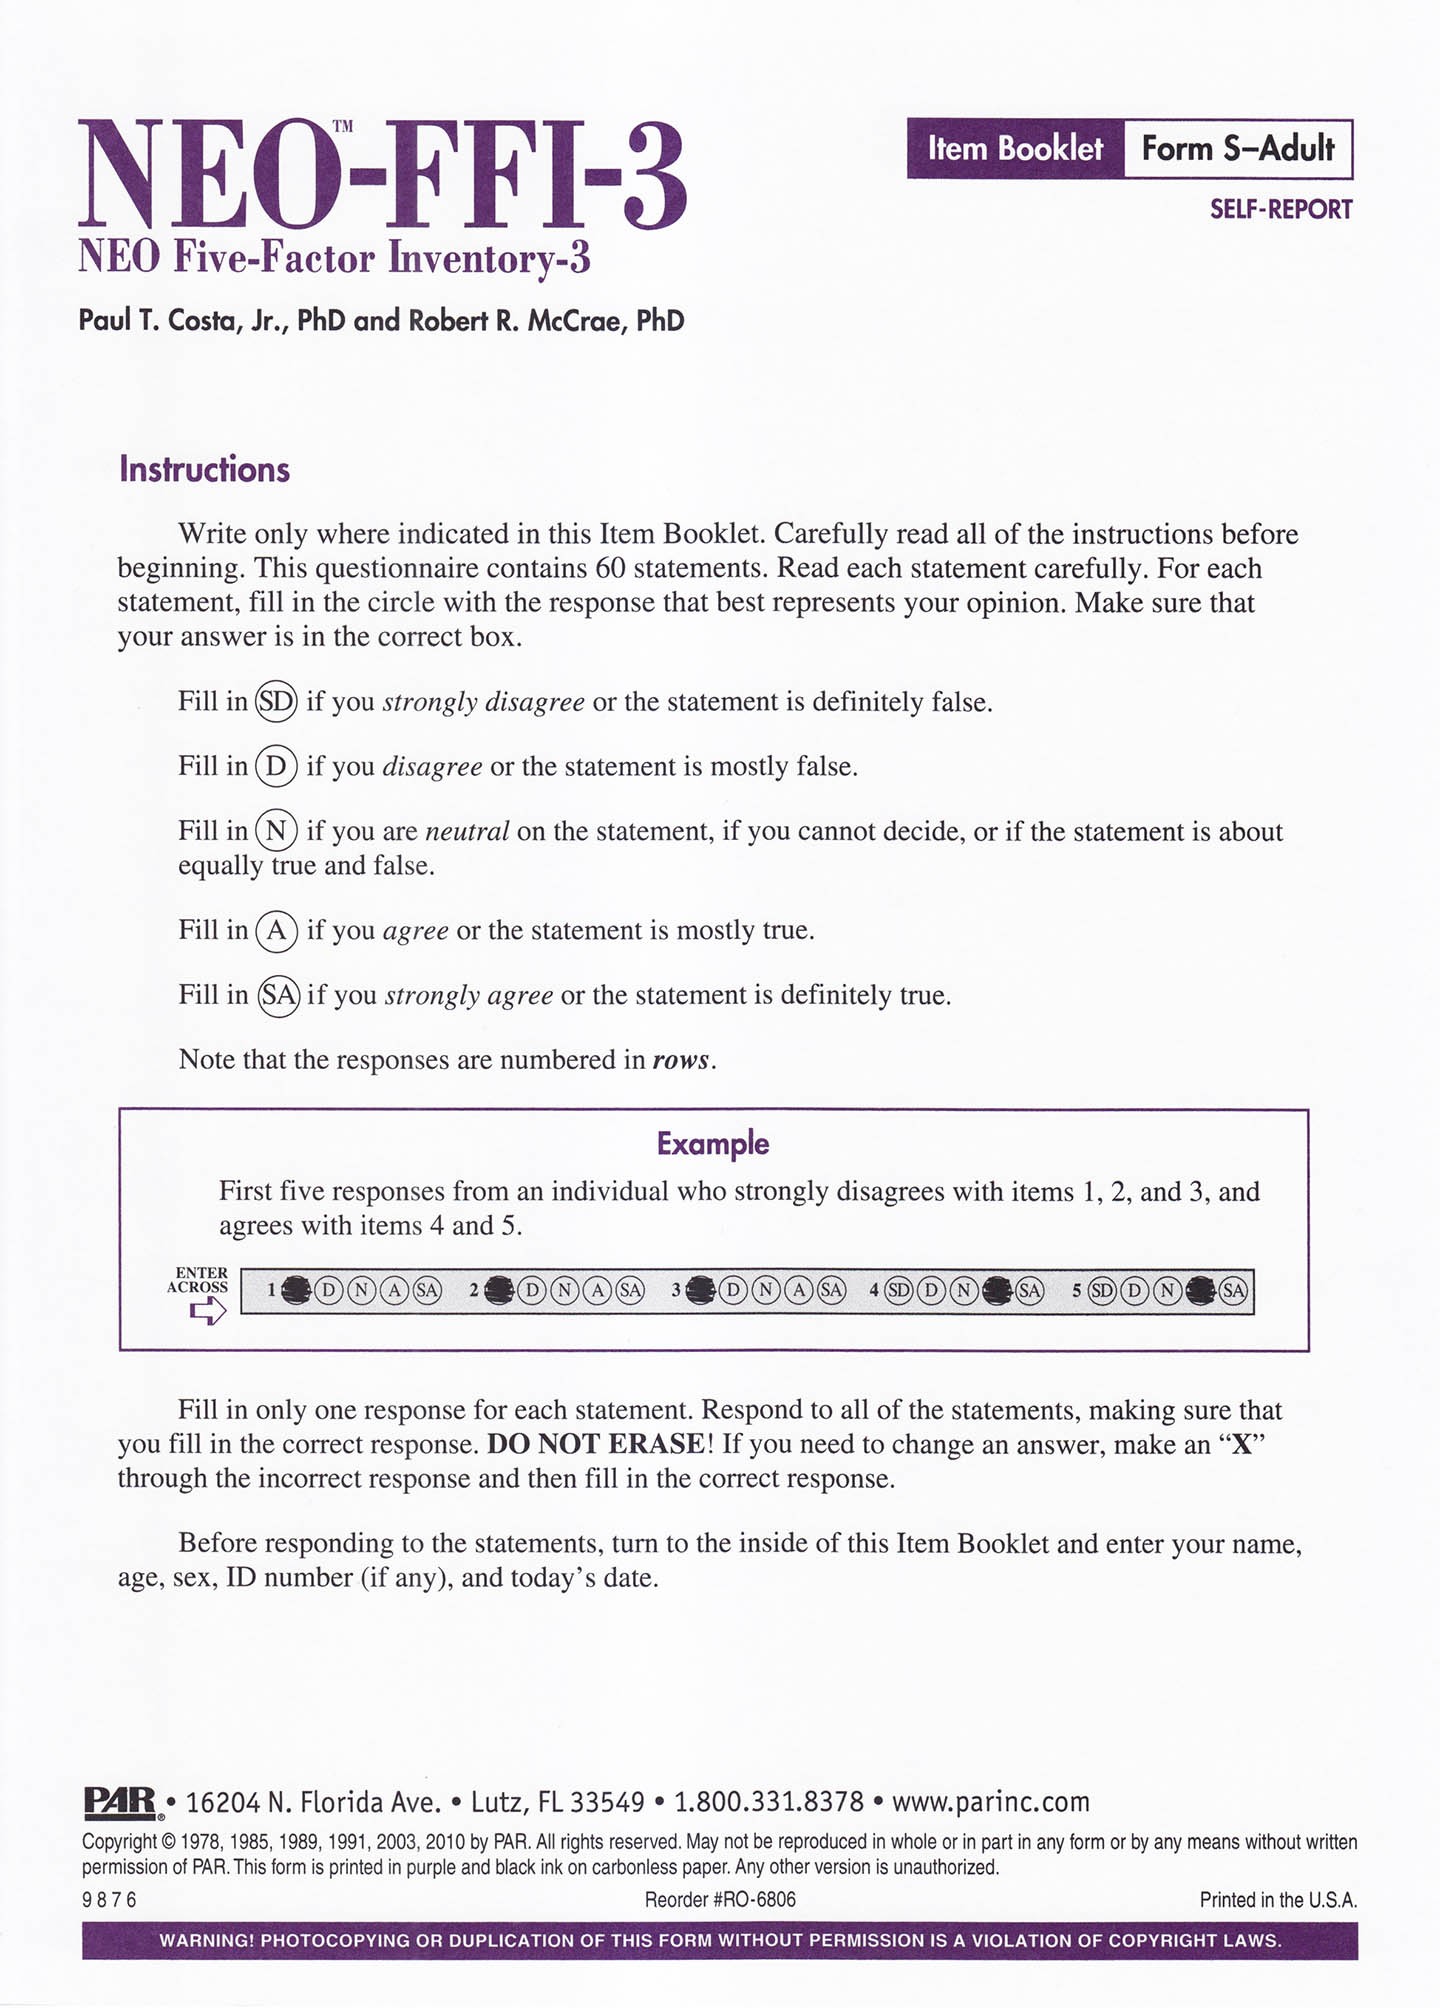 NEO™-FFI-3
NEO Five-Factor Inventory-3
Paul T. Costa, Jr., PhD and Robert R. McCrae, PhD
Item Booklet Form S–Adult
SELF-REPORT
Instructions
Write only where indicated in this Item Booklet. Carefully read all of the instructions before
beginning. This questionnaire contains 60 statements. Read each statement carefully. For each
statement, fill in the circle with the response that best represents your opinion. Make sure that
your answer is in the correct box.
Fill in SD if you strongly disagree or the statement is definitely false.
Fill in D if you disagree or the statement is mostly false.
Fill in N if you are neutral on the statement, if you cannot decide, or if the statement is about
equally true and false.
Fill in A if you agree or the statement is mostly true.
Fill in SA if you strongly agree or the statement is definitely true.
Note that the responses are numbered in rows.
Example
First five responses from an individual who strongly disagrees with items 1, 2, and 3, and
agrees with items 4 and 5.
ENTER
ACROSS
1 D N A SA 2 D N A SA 3 D N A SA 4 SD D N SA 5 SD D N SA
Fill in only one response for each statement. Respond to all of the statements, making sure that
you fill in the correct response. DO NOT ERASE! If you need to change an answer, make an “X”
through the incorrect response and then fill in the correct response.
Before responding to the statements, turn to the inside of this Item Booklet and enter your name,
age, sex, ID number (if any), and today’s date.
PAR® • 16204 N. Florida Ave. • Lutz, FL 33549 • 1.800.331.8378 • www.parinc.com
Copyright © 1978, 1985, 1989, 1991, 2003, 2010 by PAR. All rights reserved. May not be reproduced in whole or in part in any form or by any means without written
permission of PAR. This form is printed in purple and black ink on carbonless paper. Any other version is unauthorized.
9 8 7 6 Reorder #RO-6806 Printed in the U.S.A.
WARNING! PHOTOCOPYING OR DUPLICATION OF THIS FORM WITHOUT PERMISSION IS A VIOLATION OF COPYRIGHT LAWS.